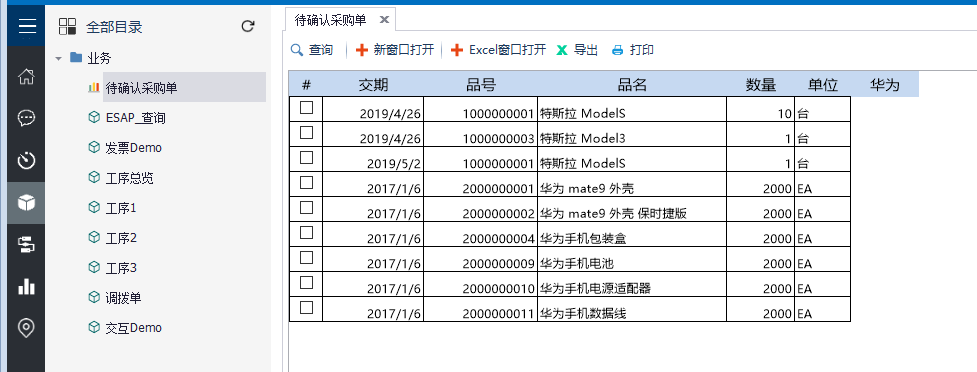 全部目录
业务
待确认采购单
ESAP_查询
发票Demo
工序总览
工序1
工序2
工序3
调拨单
交互Demo
待确认采购单 ×
查询 新窗口打开 Excel窗口打开 导出 打印
# 交期 品号 品名 数量 单位 华为
2019/4/26 1000000001 特斯拉 ModelS 10 台
2019/4/26 1000000003 特斯拉 Model3 1 台
2019/5/2 1000000001 特斯拉 ModelS 1 台
2017/1/6 2000000001 华为 mate9 外壳 2000 EA
2017/1/6 2000000002 华为 mate9 外壳 保时捷版 2000 EA
2017/1/6 2000000004 华为手机包装盒 2000 EA
2017/1/6 2000000009 华为手机电池 2000 EA
2017/1/6 2000000010 华为手机电源适配器 2000 EA
2017/1/6 2000000011 华为手机数据线 2000 EA